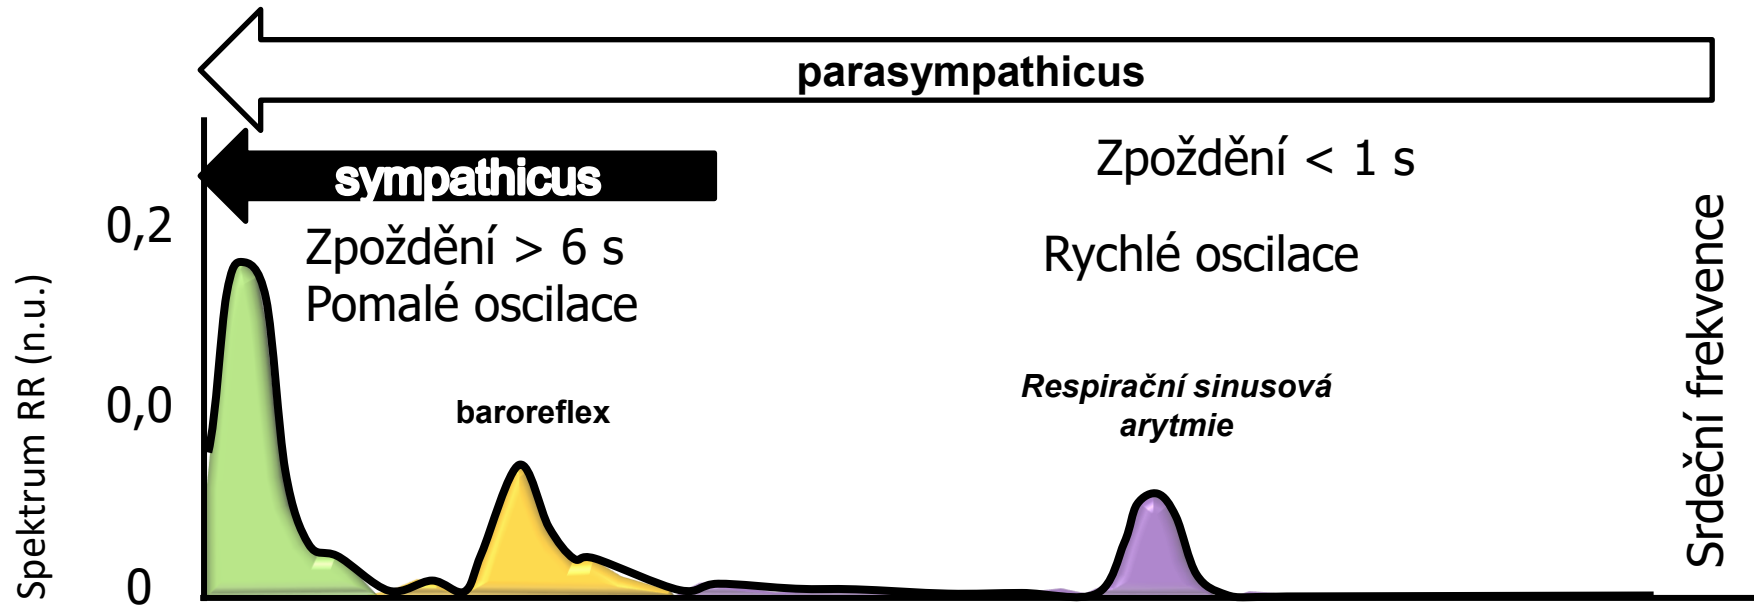 parasympathicus
sympathicus
Zpoždění < 1 s
0,2
Zpoždění > 6 s
Pomalé oscilace
Rychlé oscilace
0,0
baroreflex
Respirační sinusová
arytmie
0
Spektrum RR (n.u.)
Srdeční frekvence